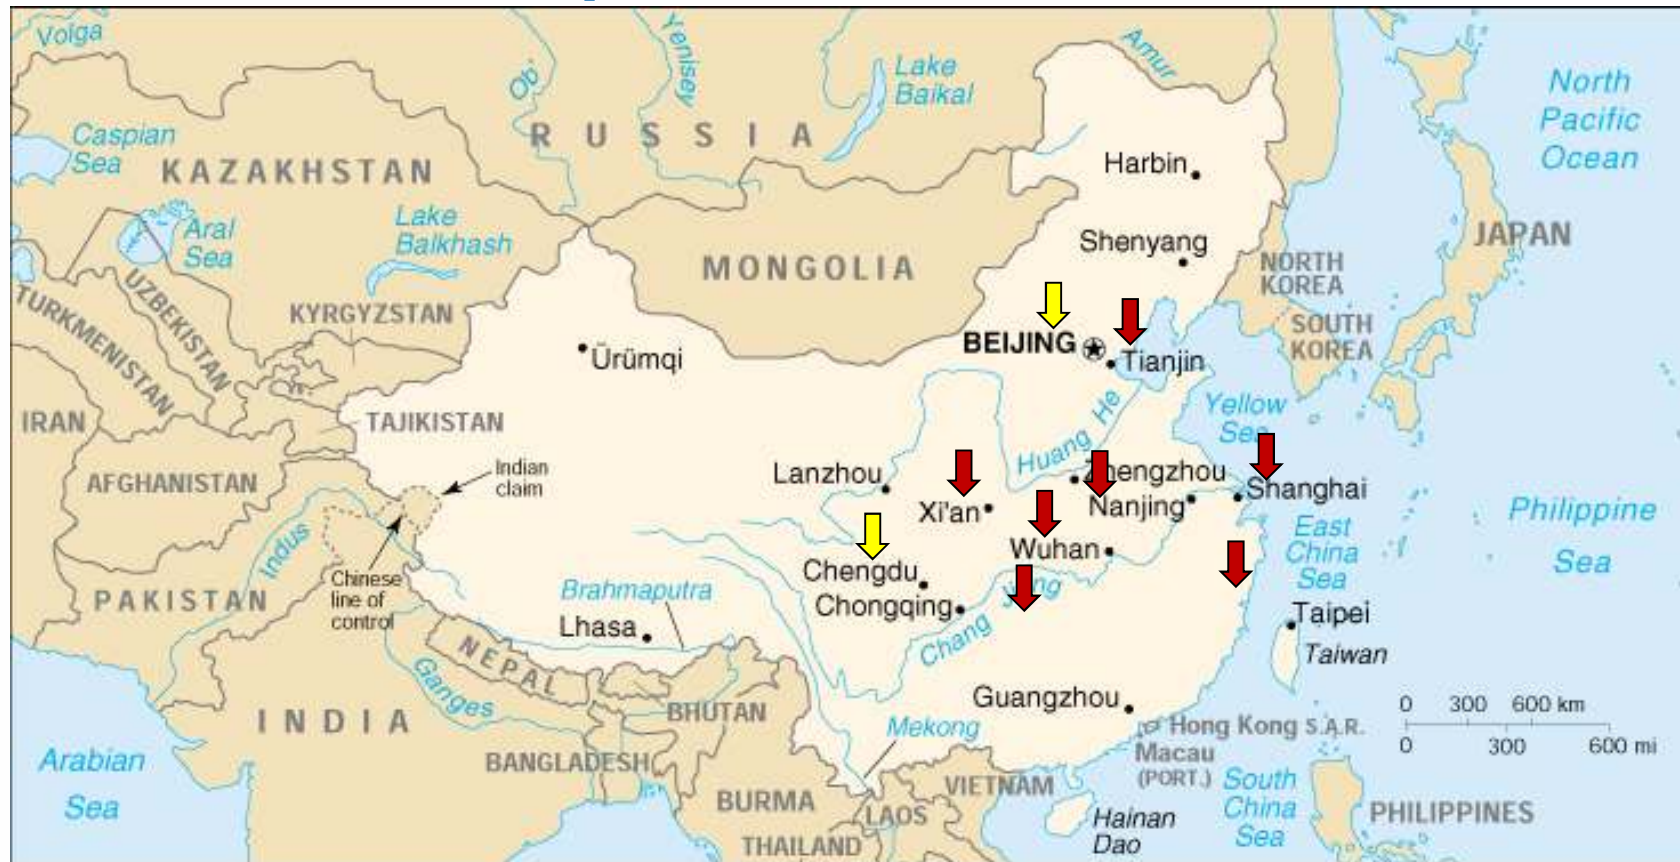 Volga
Ob'
Yenisey
Amur
Lake
Baikal
North
Pacific
Ocean
Caspian
Sea
RUSSIA
KAZAKHSTAN
Harbin
Aral
Sea
Lake
Balkhash
Shenyang
JAPAN
MONGOLIA
NORTH
KOREA
UZBEKISTAN
TURKMENISTAN
KYRGYZSTAN
SOUTH
KOREA
BEIJING
Tianjin
Ürümqi
IRAN
TAJIKISTAN
Yellow
Sea
Huang He
AFGHANISTAN
Indian
claim
Lanzhou
Zhengzhou
Shanghai
Xi'an
Nanjing
Philippine
Sea
East
China
Sea
Indus
Wuhan
Chengdu
Chinese
line of
control
Brahmaputra
PAKISTAN
Chongqing
Chang Jiang
Taipei
Lhasa
Taiwan
NEPAL
Ganges
Guangzhou
0 300 600 km
0 300 600 mi
INDIA
BHUTAN
Mekong
Hong Kong S.A.R.
Macau
(PORT.)
Arabian
Sea
BANGLADESH
VIETNAM
South
China
Sea
BURMA
LAOS
PHILIPPINES
Hainan
Dao
THAILAND